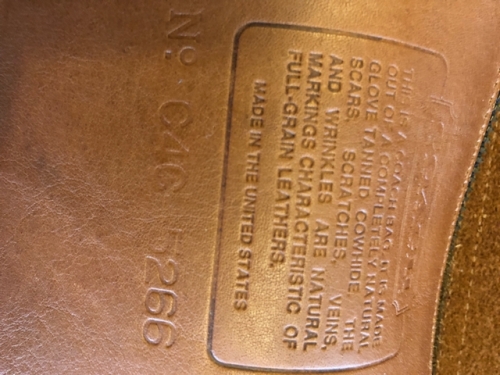 THIS IS A COACH BAG. IT IS MADE
OUT OF A COMPLETELY NATURAL
GLOVE TANNED COWHIDE. THE
SCARS, SCRATCHES, VEINS,
AND WRINKLES ARE NATURAL
MARKINGS CHARACTERISTIC OF
FULL-GRAIN LEATHERS.
MADE IN THE UNITED STATES
Nº C4C 5266